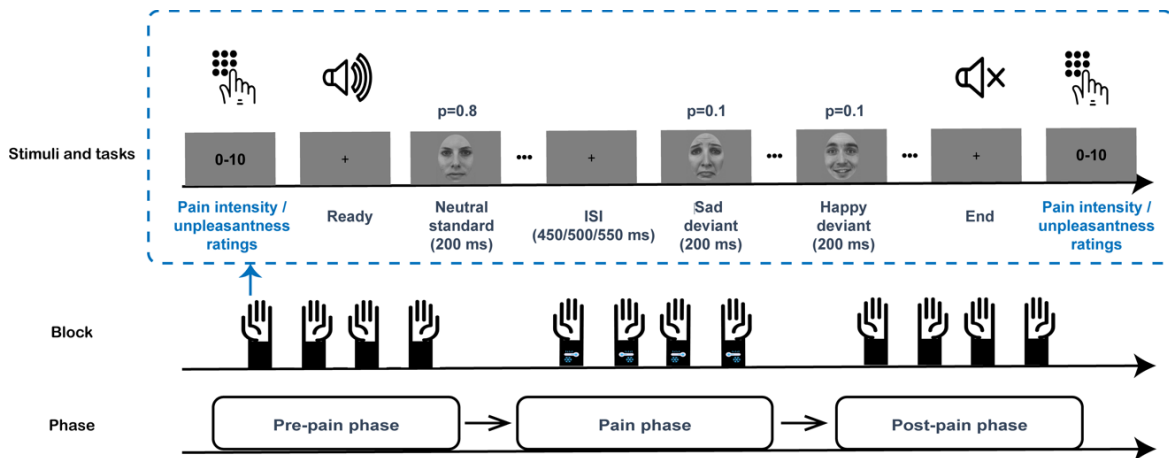 p=0.8
p=0.1
p=0.1
Stimuli and tasks
0-10
+
•••
+
•••
•••
+
0-10
Pain intensity /
unpleasantness
ratings
Ready
Neutral
standard
(200 ms)
ISI
(450/500/550 ms)
Sad
deviant
(200 ms)
Happy
deviant
(200 ms)
End
Pain intensity /
unpleasantness
ratings
Block
Phase
Pre-pain phase
Pain phase
Post-pain phase